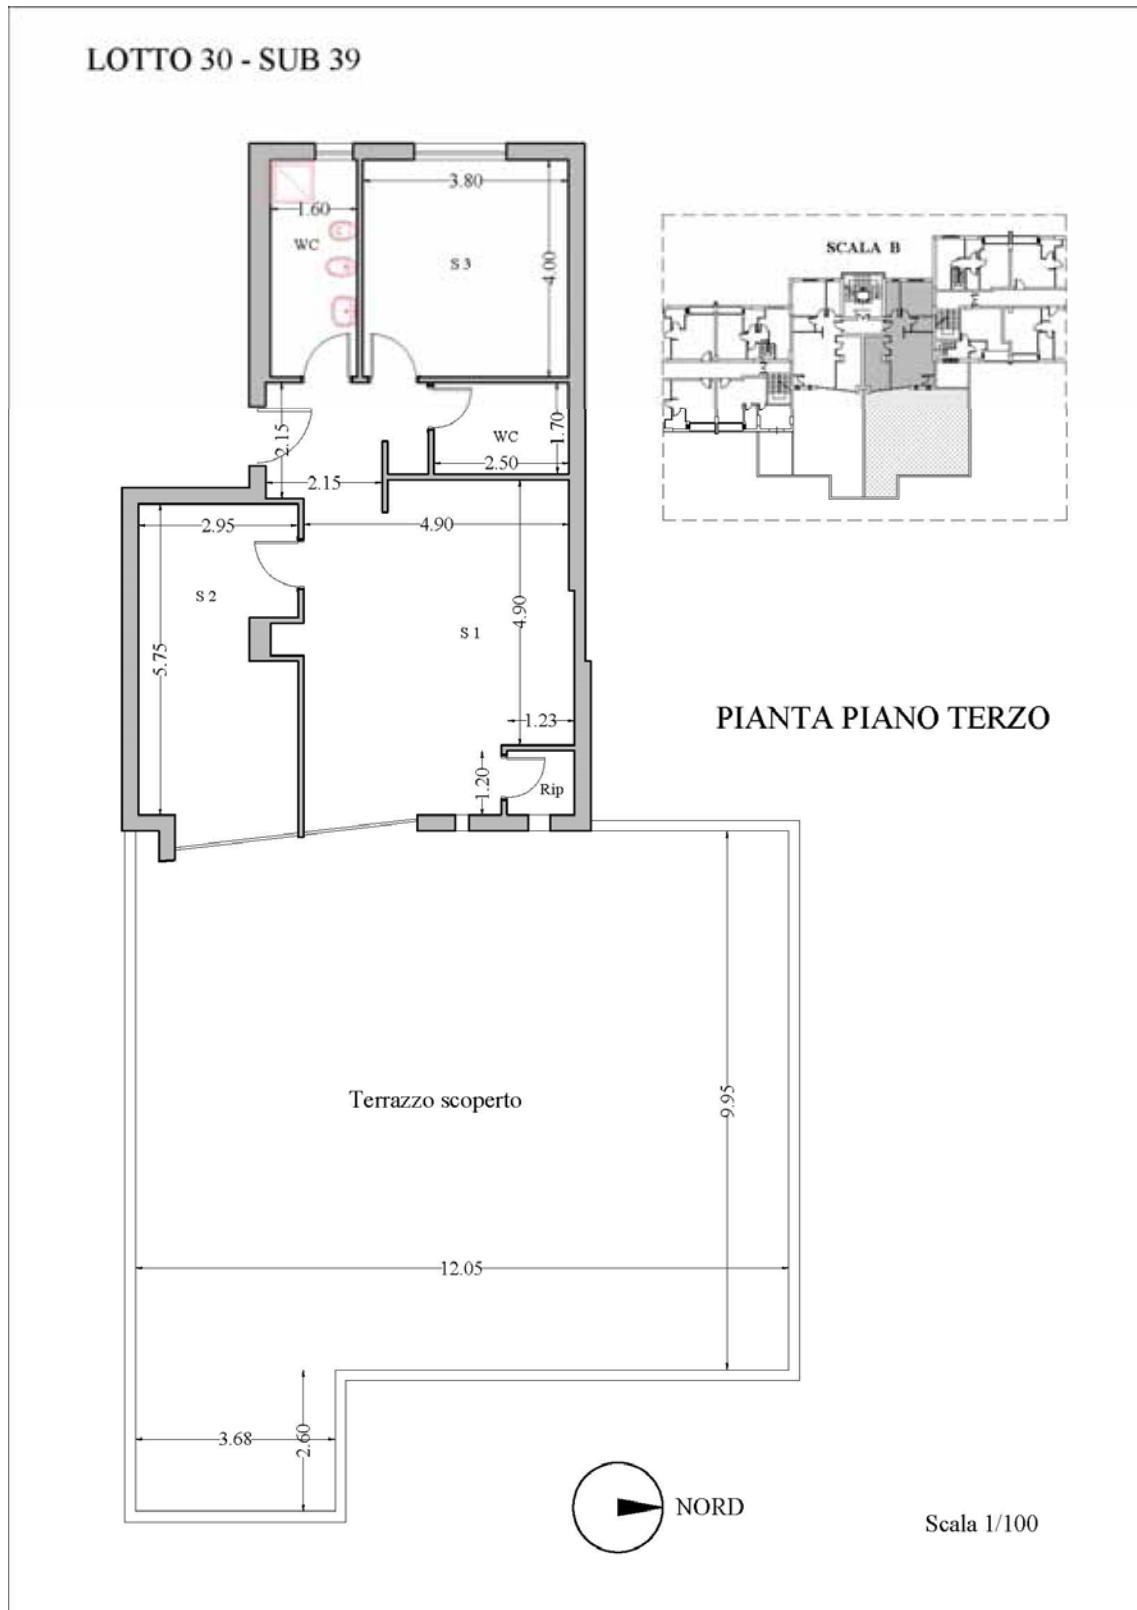 LOTTO 30 - SUB 39
3.80
1.60
WC
S 3
4.00
SCALA B
2.15
WC
1.70
2.50
2.15
2.95
4.90
S 2
4.90
S 1
5.75
1.23
PIANTA PIANO TERZO
1.20
Rip
Terrazzo scoperto
9.95
12.05
3.68
2.60
NORD
Scala 1/100